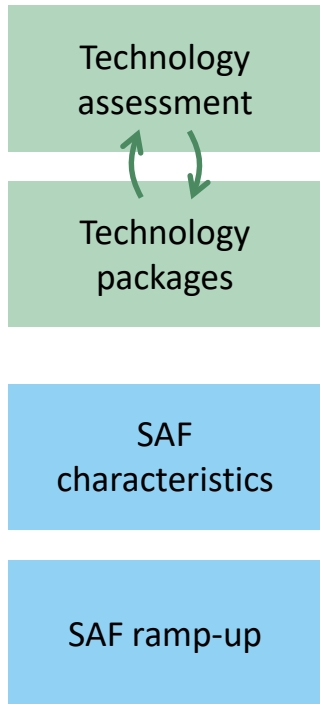 Technology
assessment
Technology
packages
SAF
characteristics
SAF ramp-up